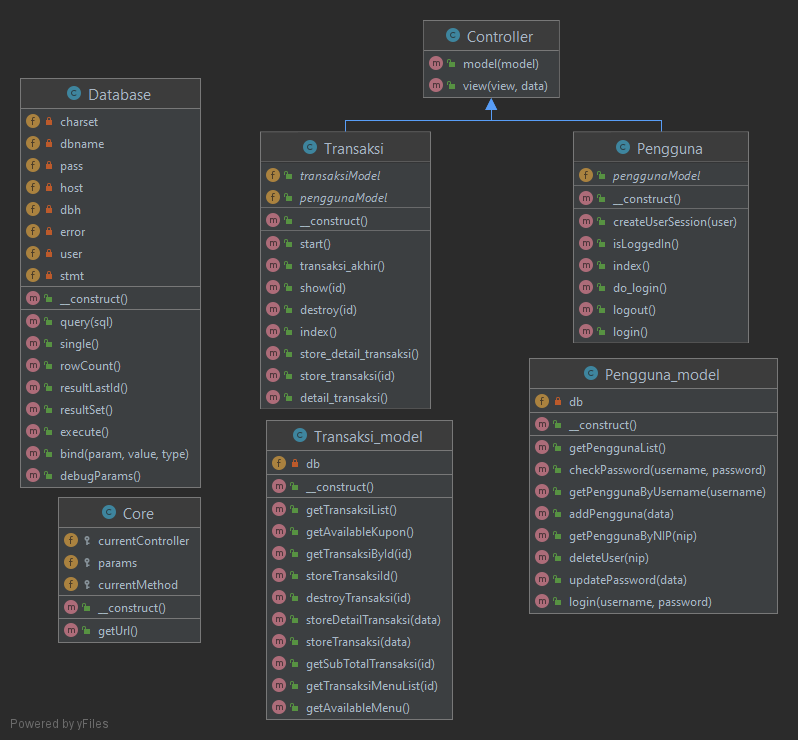 Controller
model(model)
view(view, data)
Database
charset
dbname
pass
host
dbh
error
user
stmt
__construct()
query(sql)
single()
rowCount()
resultLastId()
resultSet()
execute()
bind(param, value, type)
debugParams()
Transaksi
transaksiModel
penggunaModel
__construct()
start()
transaksi_akhir()
show(id)
destroy(id)
index()
store_detail_transaksi()
store_transaksi(id)
detail_transaksi()
Pengguna
penggunaModel
__construct()
createUserSession(user)
isLoggedIn()
index()
do_login()
logout()
login()
Pengguna_model
db
__construct()
getPenggunaList()
checkPassword(username, password)
getPenggunaByUsername(username)
addPengguna(data)
getPenggunaByNIP(nip)
deleteUser(nip)
updatePassword(data)
login(username, password)
Transaksi_model
db
__construct()
getTransaksiList()
getAvailableKupon()
getTransaksiById(id)
storeTransaksiId()
destroyTransaksi(id)
storeDetailTransaksi(data)
storeTransaksi(data)
getSubTotalTransaksi(id)
getTransaksiMenuList(id)
getAvailableMenu()
Core
currentController
params
currentMethod
__construct()
getUrl()
Powered by yFiles